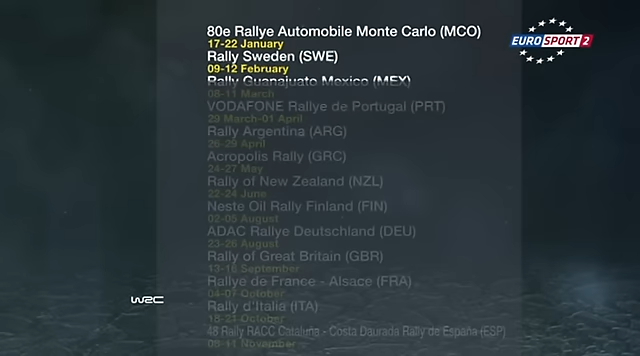 80e Rallye Automobile Monte Carlo (MCO)
17-22 January
EUROSPORT 2
Rally Sweden (SWE)
09-12 February
Rally Guanajuato Mexico (MEX)
08-11 March
VODAFONE Rallye de Portugal (PRT)
29 March-01 April
Rally Argentina (ARG)
26-29 April
Acropolis Rally (GRC)
24-27 May
Rally of New Zealand (NZL)
22-24 June
Neste Oil Rally Finland (FIN)
02-05 August
ADAC Rallye Deutschland (DEU)
23-26 August
Rally of Great Britain (GBR)
13-16 September
Rallye de France - Alsace (FRA)
04-07 October
WRC
Rally d'Italia (ITA)
18-21 October
48 Rally RACC Cataluña - Costa Daurada Rally de España (ESP)
08-11 November